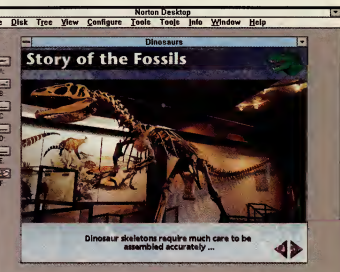 Norton Desktop
Disk Tree View Configure Tools Tools Info Window Help
Dinosaurs
Story of the Fossils
Dinosaur skeletons require much care to be
assembled accurately ...